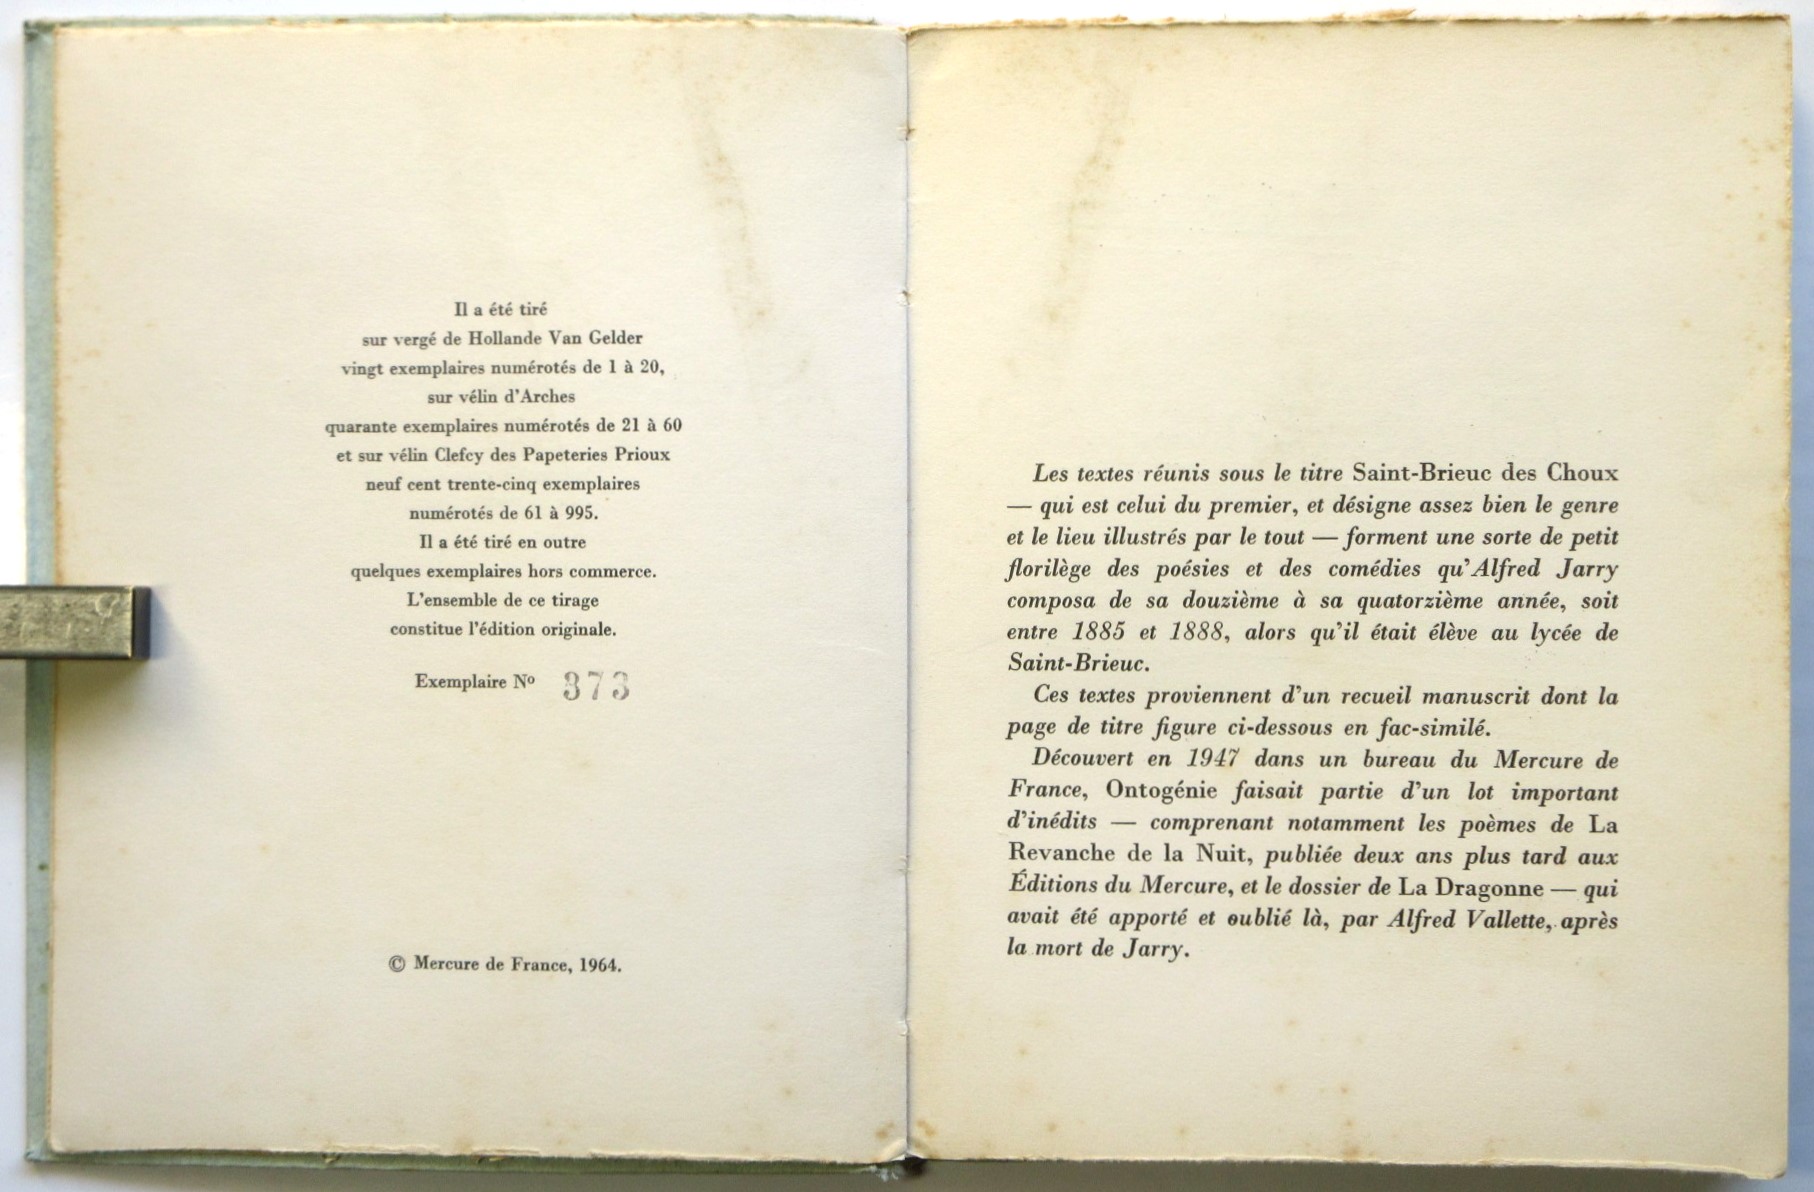 Il a été tiré
sur vergé de Hollande Van Gelder
vingt exemplaires numérotés de 1 à 20,
sur vélin d'Arches
quarante exemplaires numérotés de 21 à 60
et sur vélin Clefcy des Papeteries Prioux
neuf cent trente-cinq exemplaires
numérotés de 61 à 995.
Il a été tiré en outre
quelques exemplaires hors commerce.
L'ensemble de ce tirage
constitue l'édition originale.
Exemplaire Nº 373
© Mercure de France, 1964.
Les textes réunis sous le titre Saint-Brieuc des Choux
— qui est celui du premier, et désigne assez bien le genre
et le lieu illustrés par le tout — forment une sorte de petit
florilège des poésies et des comédies qu'Alfred Jarry
composa de sa douzième à sa quatorzième année, soit
entre 1885 et 1888, alors qu'il était élève au lycée de
Saint-Brieuc.
Ces textes proviennent d'un recueil manuscrit dont la
page de titre figure ci-dessous en fac-similé.
Découvert en 1947 dans un bureau du Mercure de
France, Ontogénie faisait partie d'un lot important
d'inédits — comprenant notamment les poèmes de La
Revanche de la Nuit, publiée deux ans plus tard aux
Éditions du Mercure, et le dossier de La Dragonne — qui
avait été apporté et oublié là, par Alfred Vallette, après
la mort de Jarry.